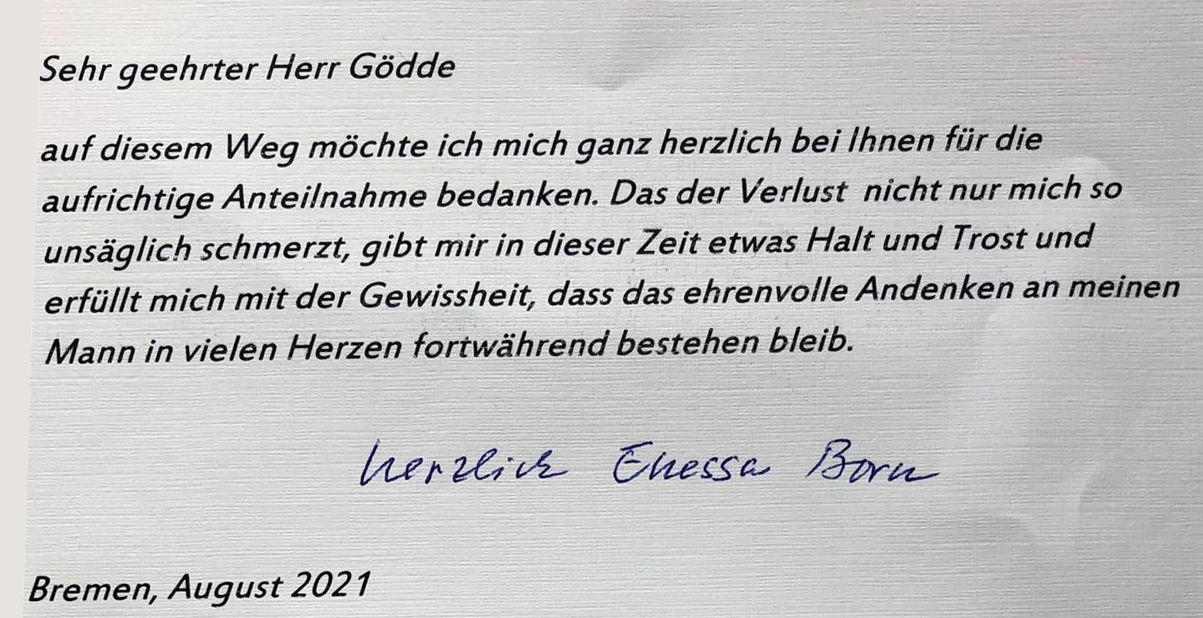 Sehr geehrter Herr Gödde
auf diesem Weg möchte ich mich ganz herzlich bei Ihnen für die
aufrichtige Anteilnahme bedanken. Das der Verlust nicht nur mich so
unsäglich schmerzt, gibt mir in dieser Zeit etwas Halt und Trost und
erfüllt mich mit der Gewissheit, dass das ehrenvolle Andenken an meinen
Mann in vielen Herzen fortwährend bestehen bleib.
herzlich Born
Bremen, August 2021